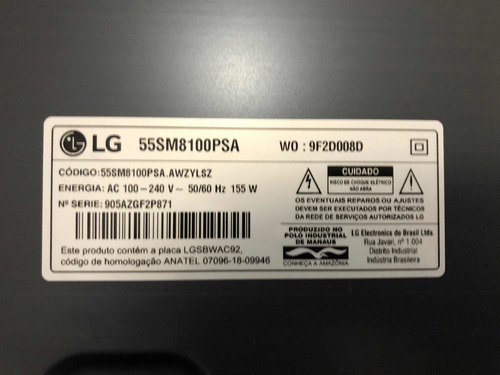 LG 55SM8100PSA WO : 9F2D008D
CÓDIGO: 55SM8100PSA.AWZYLSZ
ENERGIA: AC 100-240 V~ 50/60 Hz 155 W
Nº SERIE: 905AZGF2P871
Este produto contém a placa LGSBWAC92,
código de homologação ANATEL 07096-18-09946
CUIDADO
RISCO DE CHOQUE ELÉTRICO
NÃO ABRA
OS EVENTUAIS REPAROS OU AJUSTES
DEVEM SER EXECUTADOS POR TÉCNICOS
DA REDE DE SERVIÇOS AUTORIZADOS LG
PRODUZIDO NO
POLO INDUSTRIAL
DE MANAUS
CONHEÇA A AMAZÔNIA
LG Electronics do Brasil Ltda.
Rua Javari, nº 1.004
Distrito Industrial
Indústria Brasileira